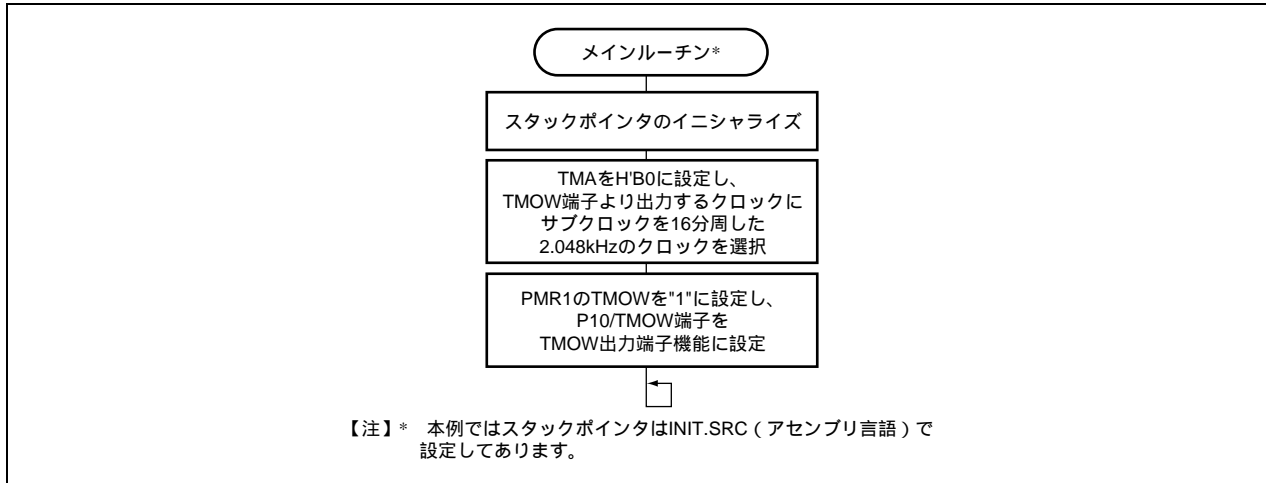 メインルーチン*
スタックポインタのイニシャライズ
TMAをH'B0に設定し、
TMOW端子より出力するクロックに
サブクロックを16分周した
2.048kHzのクロックを選択
PMR1のTMOWを"1"に設定し、
P10/TMOW端子を
TMOW出力端子機能に設定
【注】* 本例ではスタックポインタはINIT.SRC（アセンブリ言語）で
設定してあります。